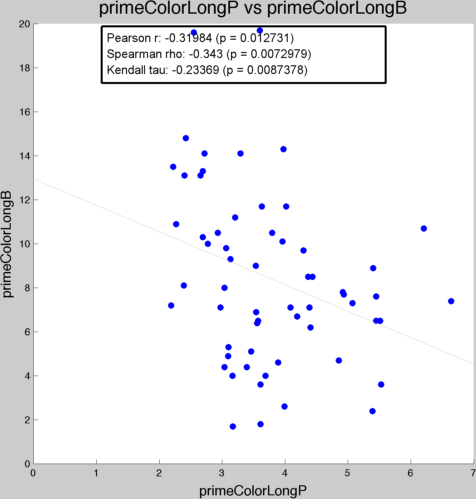 primeColorLongP vs primeColorLongB
Pearson r: -0.31984 (p = 0.012731)
Spearman rho: -0.343 (p = 0.0072979)
Kendall tau: -0.23369 (p = 0.0087378)
20
18
16
14
12
10
8
6
4
2
0
primeColorLongB
0 1 2 3 4 5 6 7
primeColorLongP